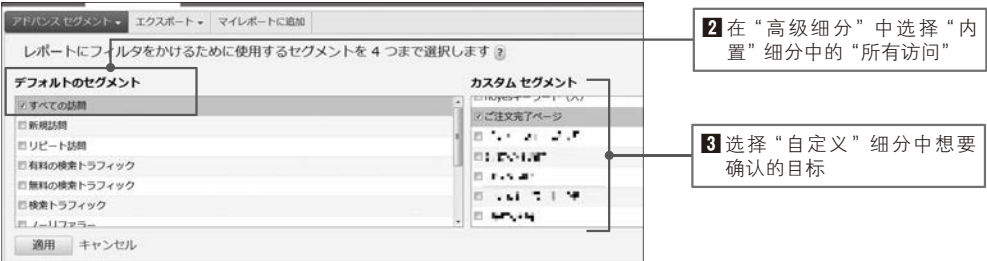 アドバンス セグメント エクスポート マイレポートに追加
レポートにフィルタをかけるために使用するセグメントを 4 つまで選択します ?
デフォルトのセグメント
すべての訪問
新規訪問
リピート訪問
有料の検索トラフィック
無料の検索トラフィック
検索トラフィック
ノーリファラー
適用 キャンセル
カスタム セグメント
ご注文完了ページ
2 在“高级细分”中选择“内
置”细分中的“所有访问”
3 选择“自定义”细分中想要
确认的目标